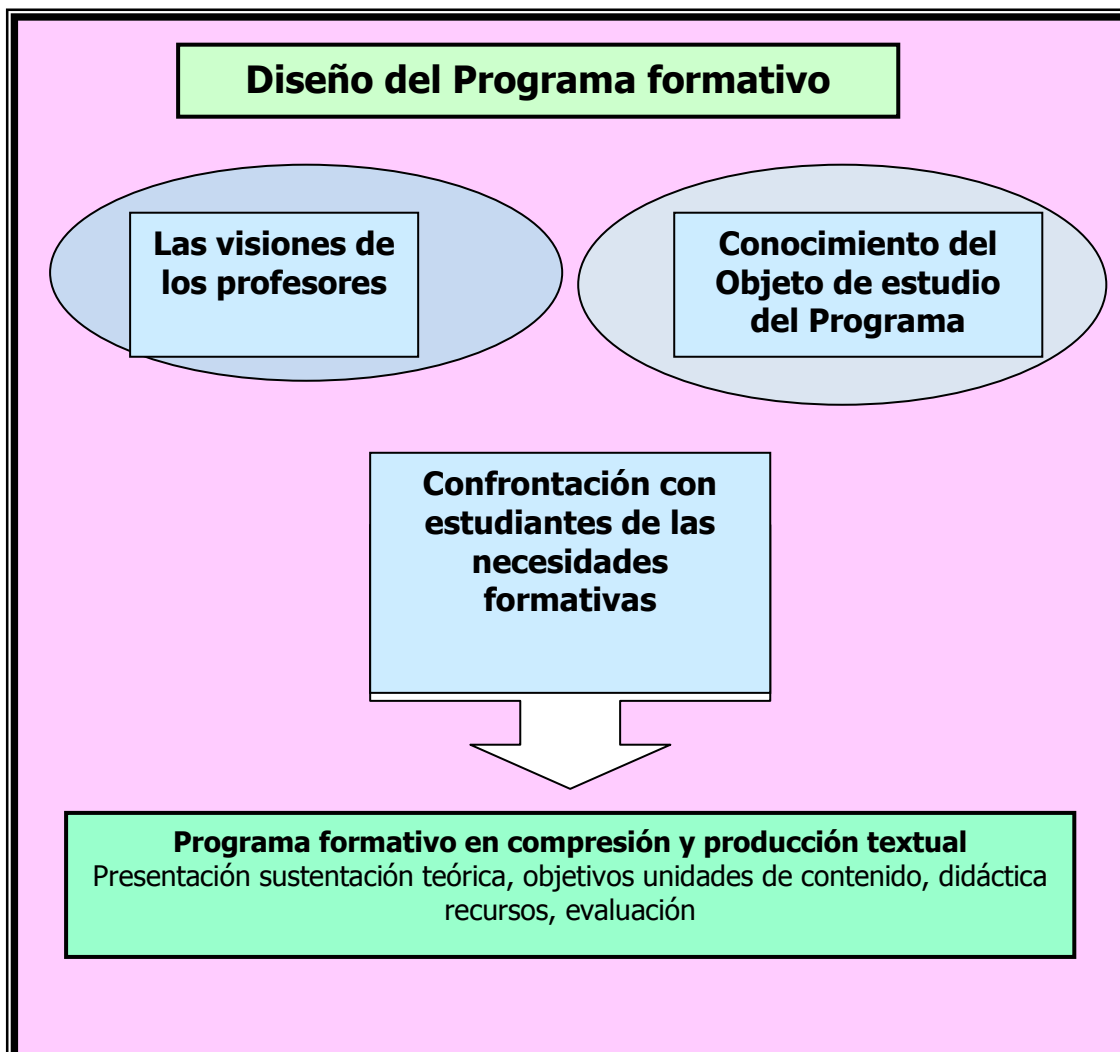 Diseño del Programa formativo
Las visiones de
los profesores
Conocimiento del
Objeto de estudio
del Programa
Confrontación con
estudiantes de las
necesidades
formativas
Programa formativo en compresión y producción textual
Presentación sustentación teórica, objetivos unidades de contenido, didáctica
recursos, evaluación